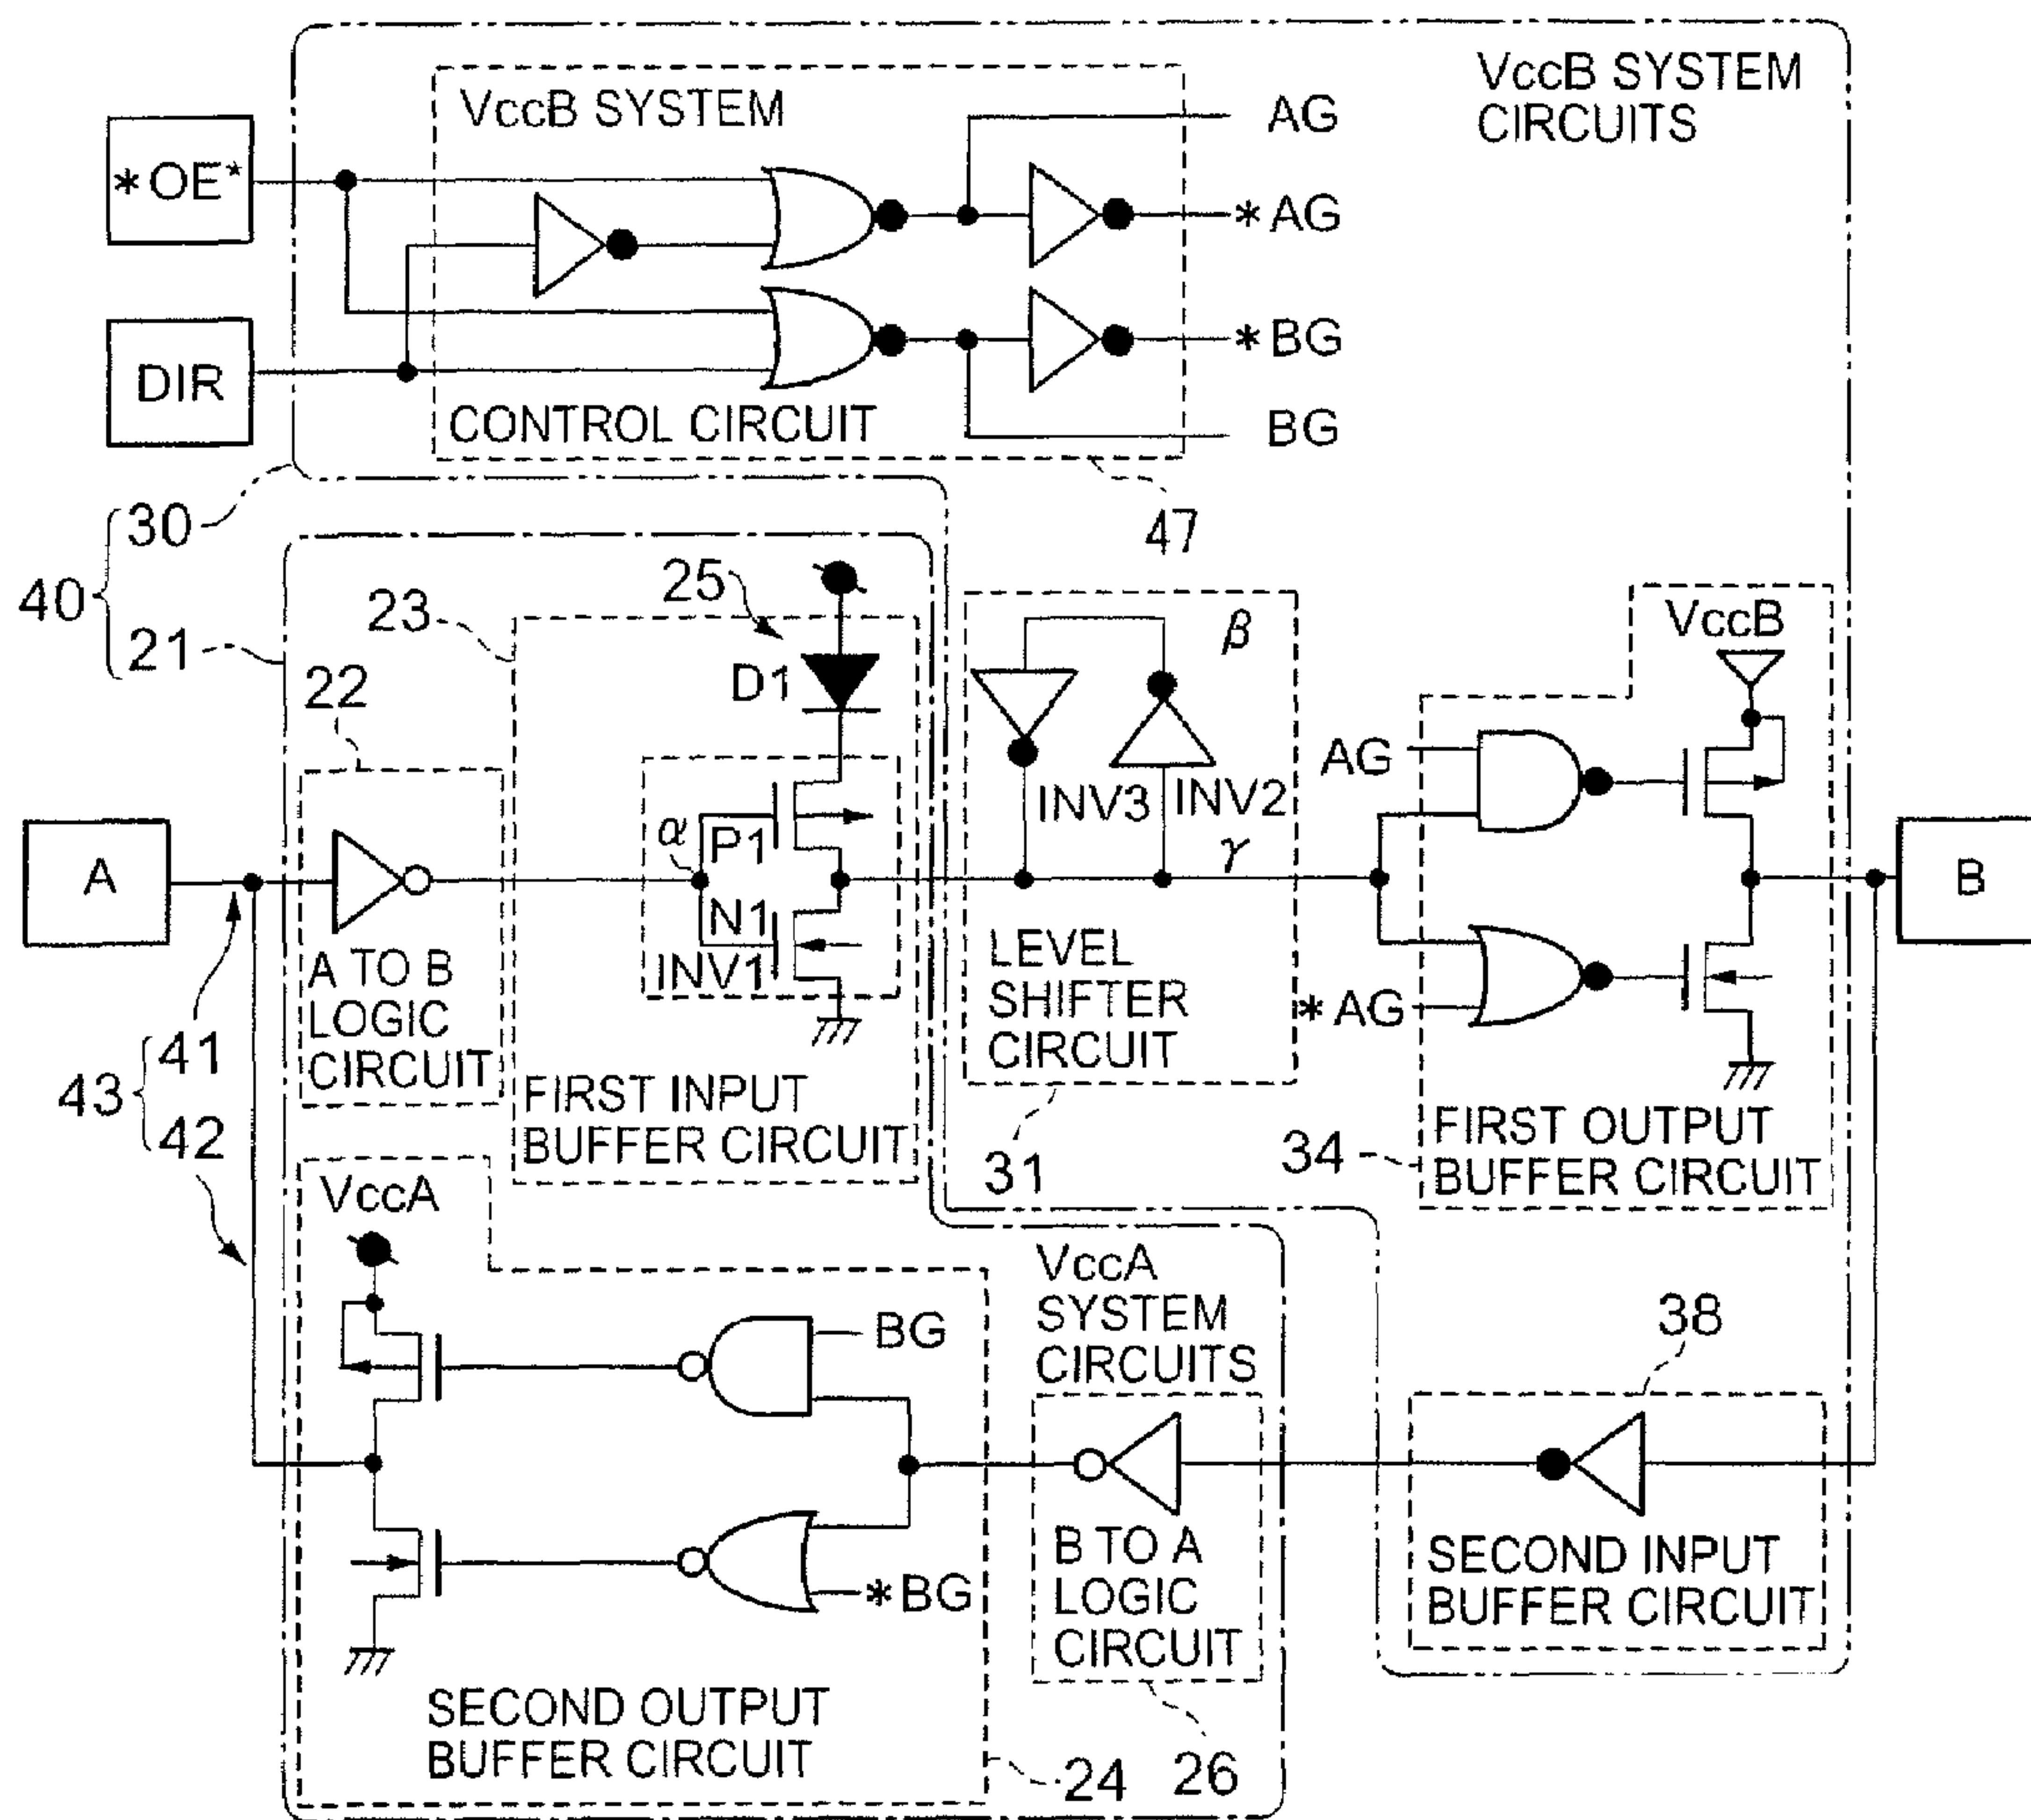 VccB SYSTEM
CIRCUITS
VccB SYSTEM
AG
*OE*
*AG
DIR
*BG
CONTROL CIRCUIT
BG
40
30
21
47
25
23
22
D1
β
VccB
AG
INV3
INV2
α
P1
γ
A
B
N1
INV1
A TO B
LOGIC
CIRCUIT
LEVEL
SHIFTER
CIRCUIT
*AG
43
41
42
FIRST INPUT
BUFFER CIRCUIT
31
34
FIRST OUTPUT
BUFFER CIRCUIT
VccA
VccA
SYSTEM
CIRCUITS
38
BG
B TO A
LOGIC
CIRCUIT
*BG
SECOND INPUT
BUFFER CIRCUIT
SECOND OUTPUT
BUFFER CIRCUIT
24
26